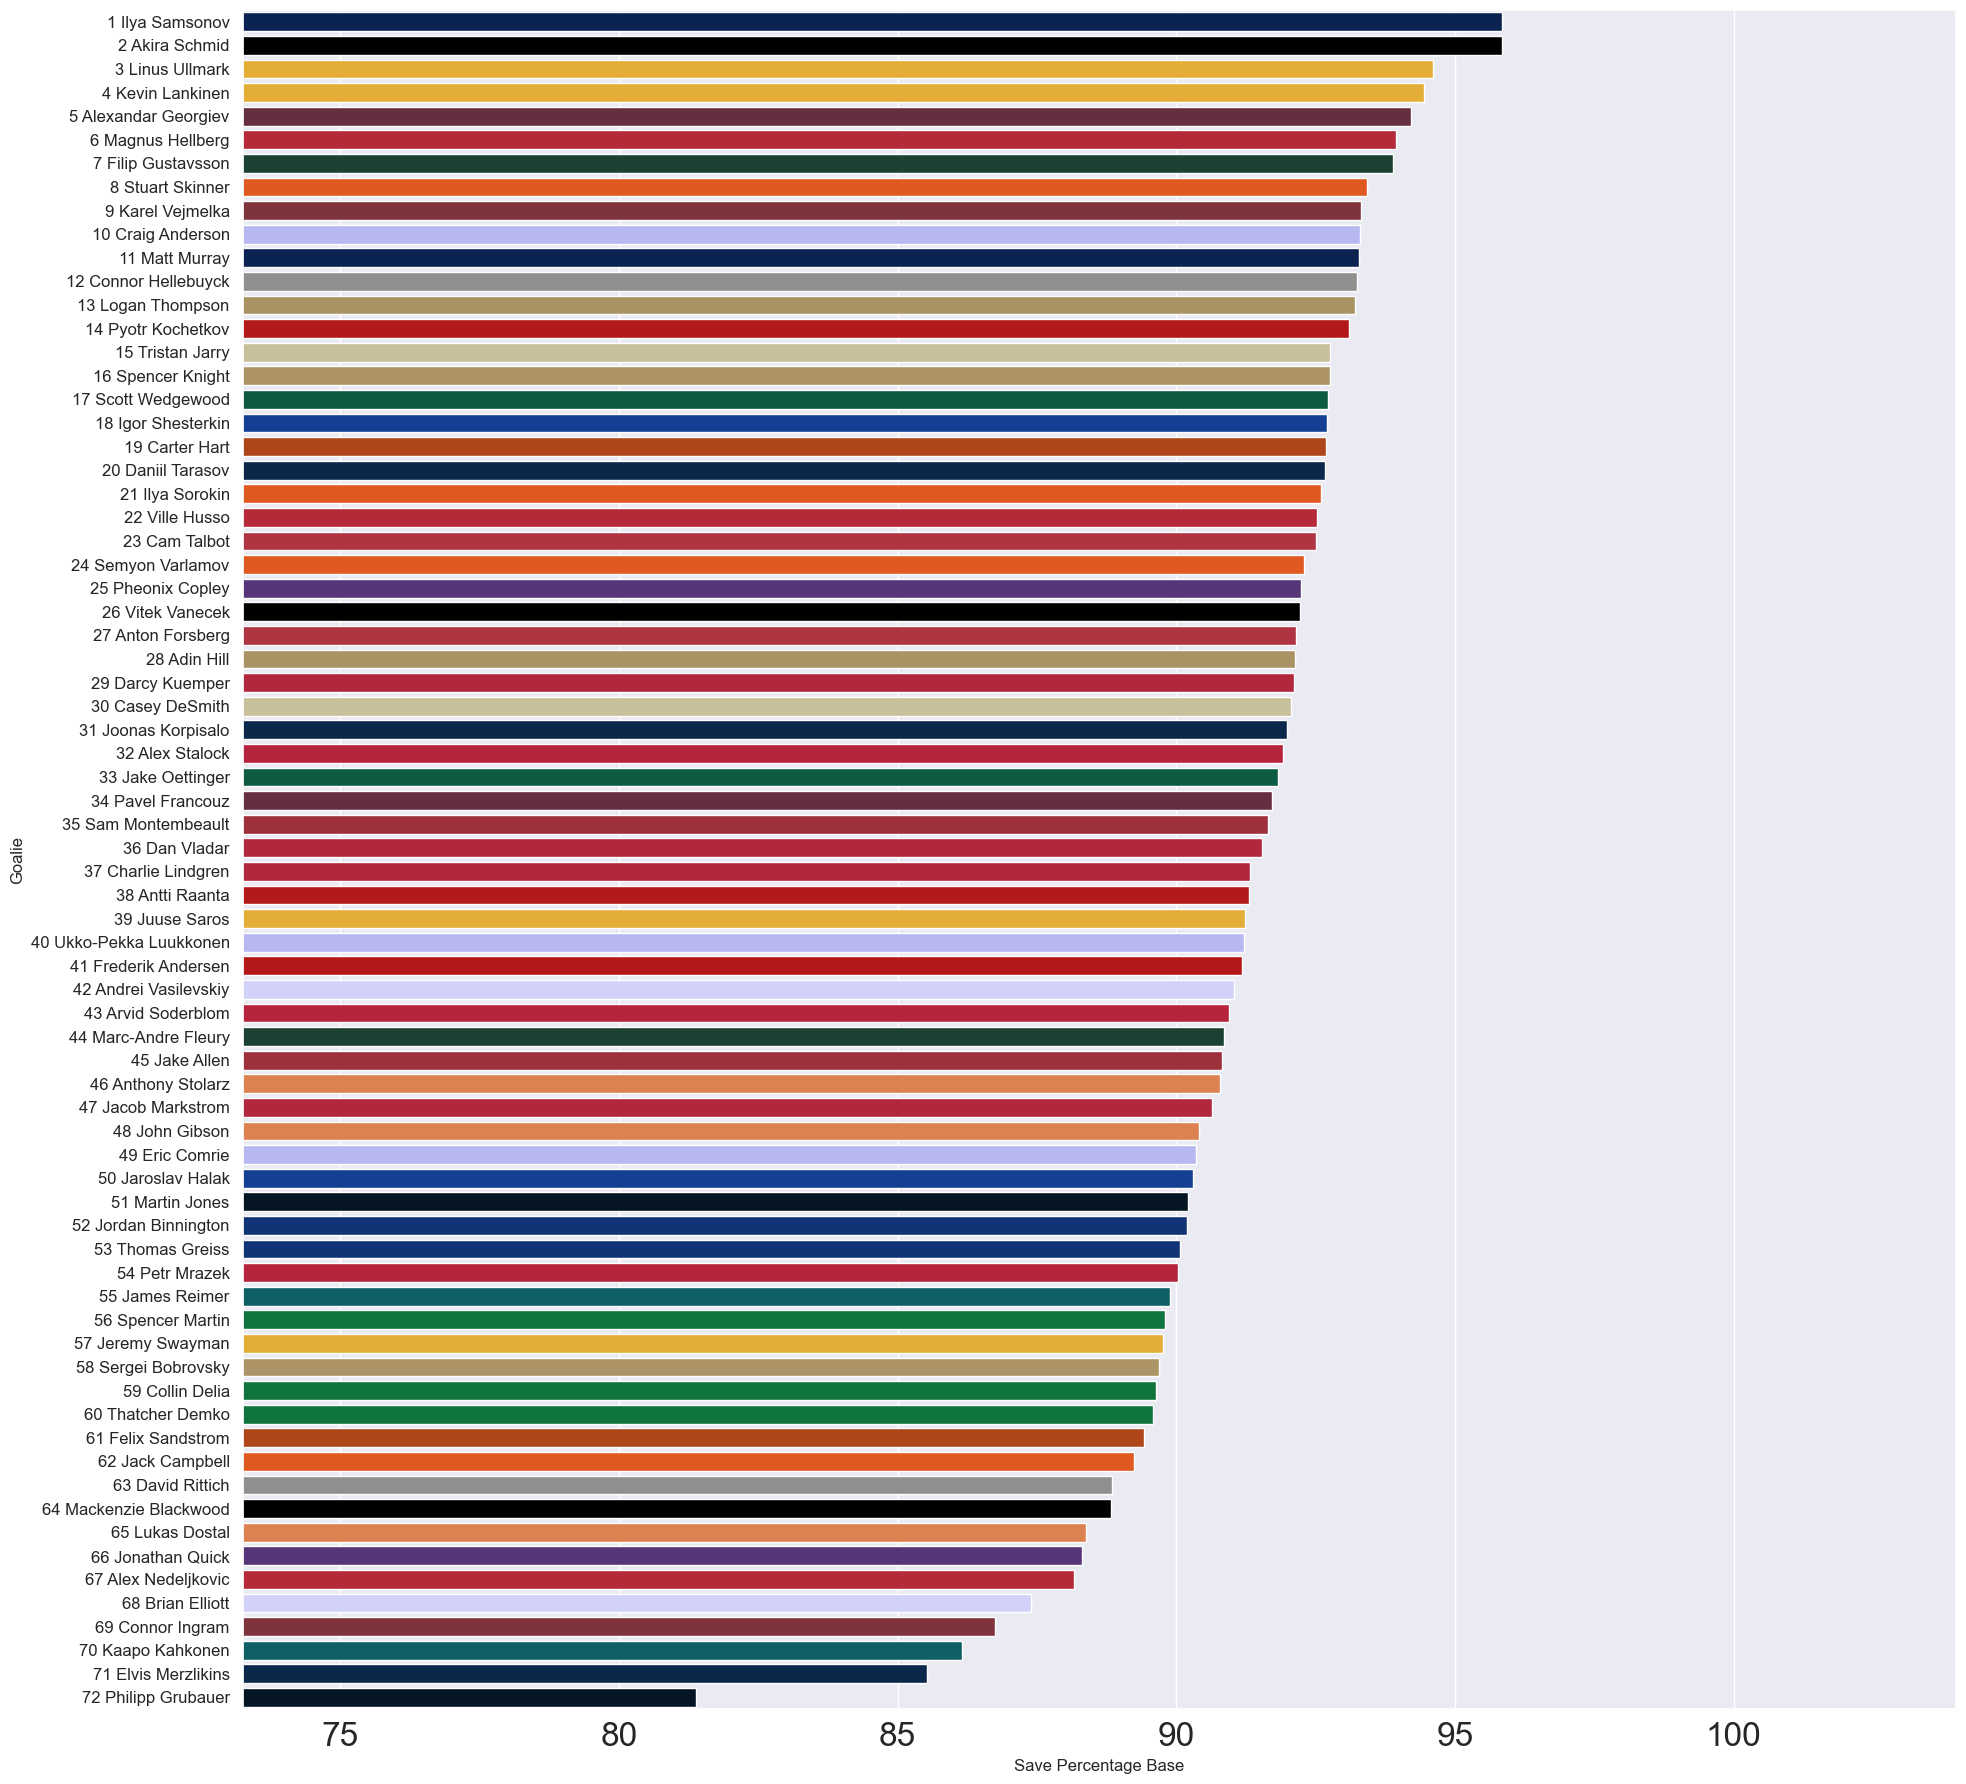 1 Ilya Samsonov
2 Akira Schmid
3 Linus Ullmark
4 Kevin Lankinen
5 Alexandar Georgiev
6 Magnus Hellberg
7 Filip Gustavsson
8 Stuart Skinner
9 Karel Vejmelka
10 Craig Anderson
11 Matt Murray
12 Connor Hellebuyck
13 Logan Thompson
14 Pyotr Kochetkov
15 Tristan Jarry
16 Spencer Knight
17 Scott Wedgewood
18 Igor Shesterkin
19 Carter Hart
20 Daniil Tarasov
21 Ilya Sorokin
22 Ville Husso
23 Cam Talbot
24 Semyon Varlamov
25 Pheonix Copley
26 Vitek Vanecek
27 Anton Forsberg
28 Adin Hill
29 Darcy Kuemper
30 Casey DeSmith
31 Joonas Korpisalo
32 Alex Stalock
33 Jake Oettinger
34 Pavel Francouz
35 Sam Montembeault
36 Dan Vladar
37 Charlie Lindgren
38 Antti Raanta
39 Juuse Saros
40 Ukko-Pekka Luukkonen
41 Frederik Andersen
42 Andrei Vasilevskiy
43 Arvid Soderblom
44 Marc-Andre Fleury
45 Jake Allen
46 Anthony Stolarz
47 Jacob Markstrom
48 John Gibson
49 Eric Comrie
50 Jaroslav Halak
51 Martin Jones
52 Jordan Binnington
53 Thomas Greiss
54 Petr Mrazek
55 James Reimer
56 Spencer Martin
57 Jeremy Swayman
58 Sergei Bobrovsky
59 Collin Delia
60 Thatcher Demko
61 Felix Sandstrom
62 Jack Campbell
63 David Rittich
64 Mackenzie Blackwood
65 Lukas Dostal
66 Jonathan Quick
67 Alex Nedeljkovic
68 Brian Elliott
69 Connor Ingram
70 Kaapo Kahkonen
71 Elvis Merzlikins
72 Philipp Grubauer
Goalie
75 80 85 90 95 100
Save Percentage Base